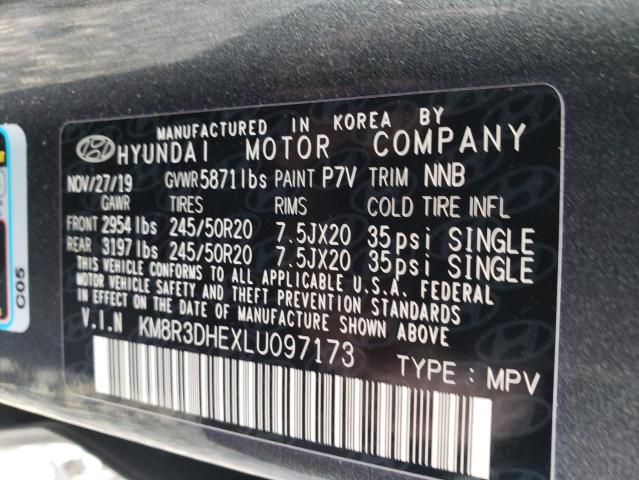 MANUFACTURED IN KOREA BY
HYUNDAI MOTOR COMPANY
NOV/27/19 GVWR5871lbs PAINT P7V TRIM NNB
GAWR TIRES RIMS COLD TIRE INFL
FRONT 2954lbs 245/50R20 7.5JX20 35psi SINGLE
REAR 3197lbs 245/50R20 7.5JX20 35psi SINGLE
THIS VEHICLE CONFORMS TO ALL APPLICABLE U.S.A. FEDERAL
MOTOR VEHICLE SAFETY AND THEFT PREVENTION STANDARDS
IN EFFECT ON THE DATE OF MANUFACTURE SHOWN ABOVE.
V.I.N KM8R3DHEXLU097173
TYPE : MPV
C05